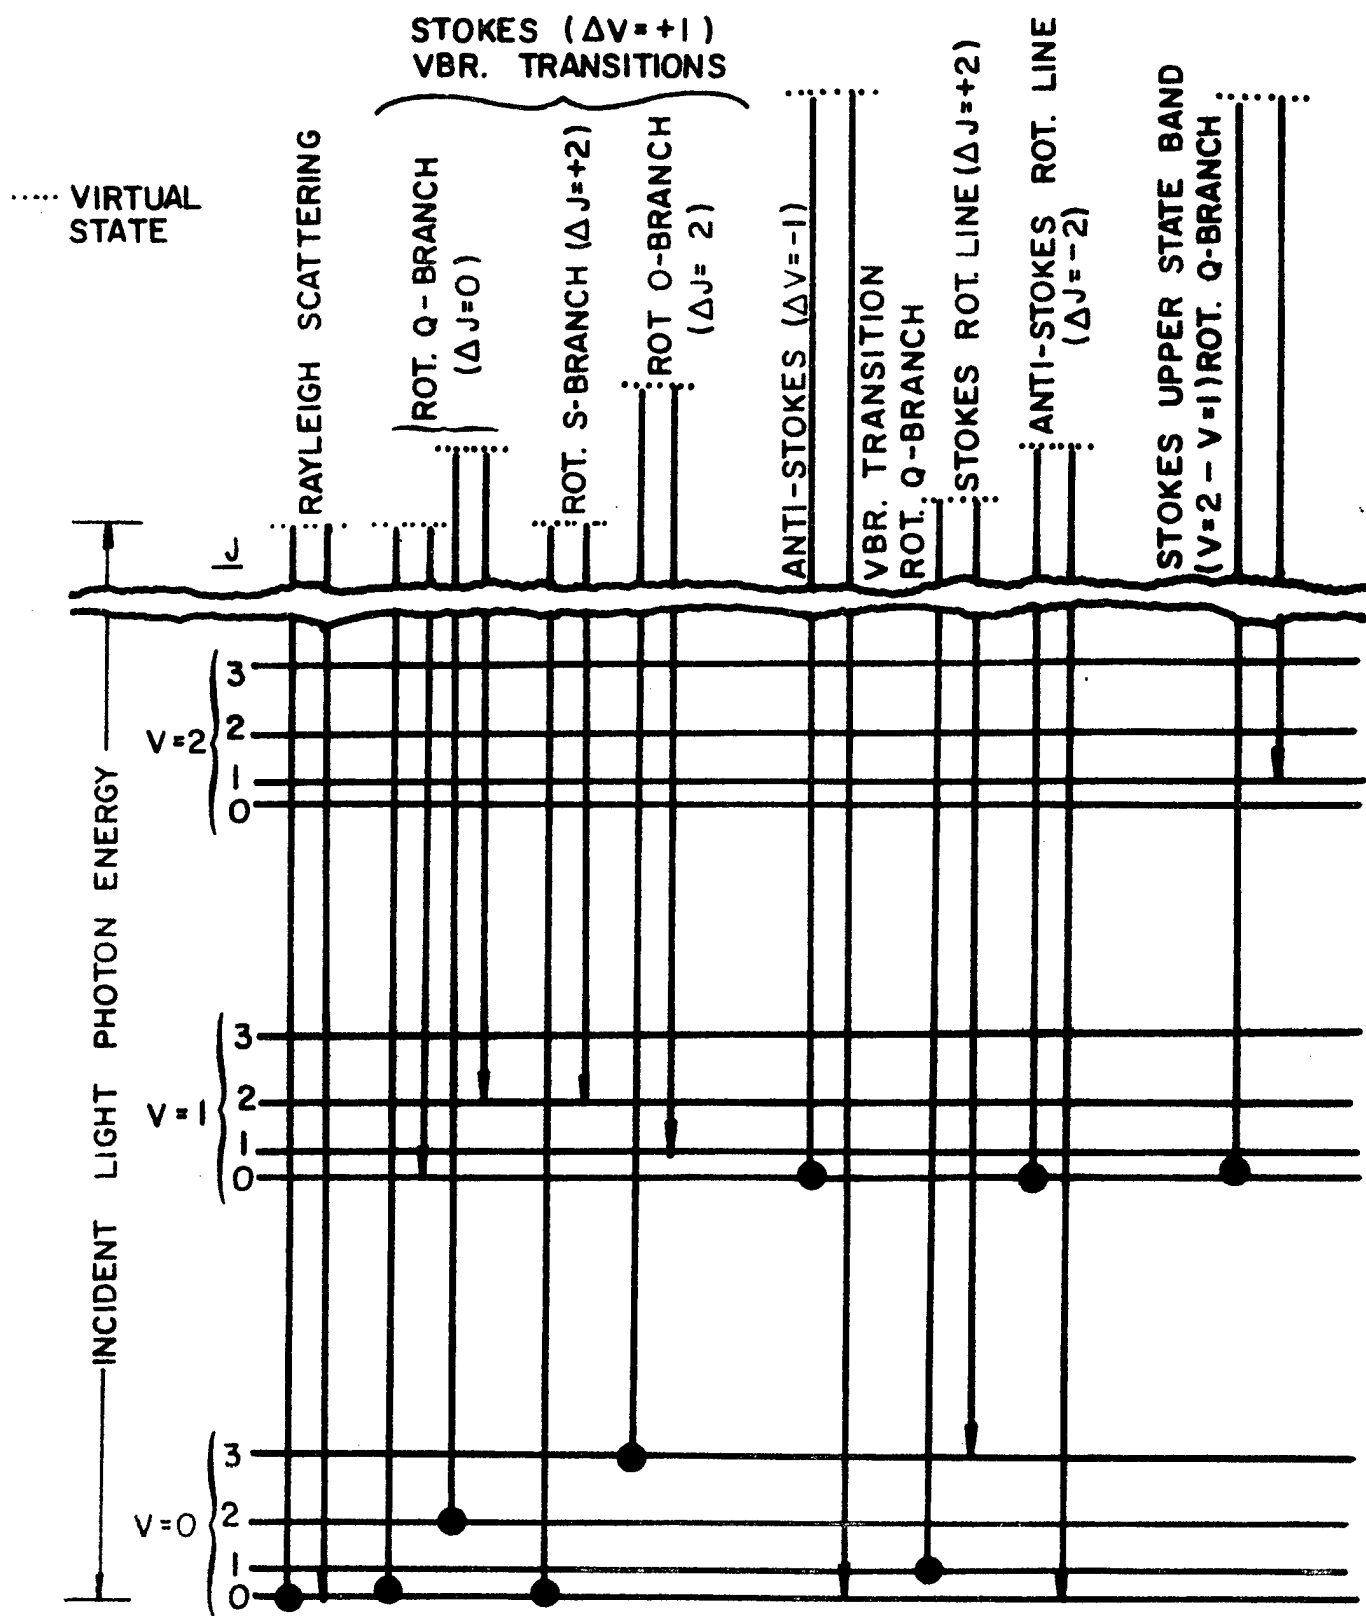 STOKES (ΔV=+1)
VBR. TRANSITIONS
..... VIRTUAL
STATE
RAYLEIGH SCATTERING
ROT. Q-BRANCH
(ΔJ=0)
ROT. S-BRANCH (ΔJ=+2)
ROT O-BRANCH
(ΔJ= 2)
ANTI-STOKES (ΔV=-1)
VBR. TRANSITION
ROT. Q-BRANCH
STOKES ROT. LINE (ΔJ=+2)
ANTI-STOKES ROT. LINE
(ΔJ=-2)
STOKES UPPER STATE BAND
(V=2 - V=1) ROT. Q-BRANCH
INCIDENT LIGHT PHOTON ENERGY
V=2
3
2
1
0
V=1
3
2
1
0
V=0
3
2
1
0